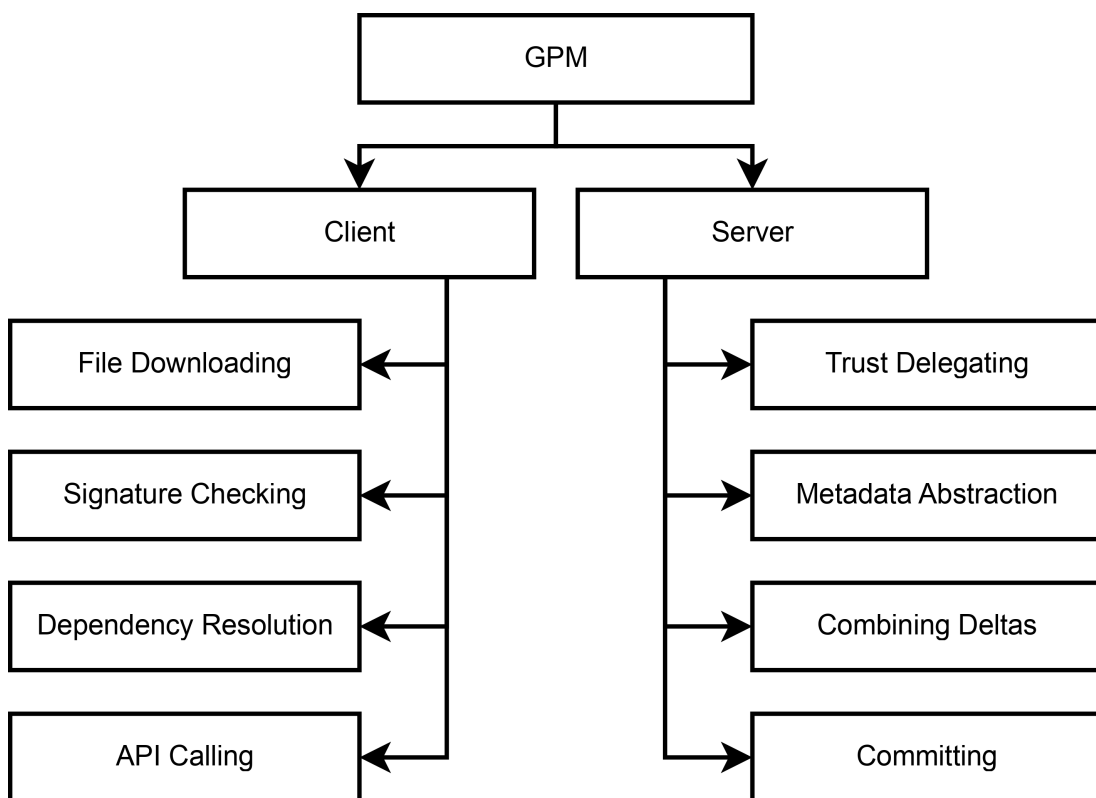 GPM
Client
Server
File Downloading
Trust Delegating
Signature Checking
Metadata Abstraction
Dependency Resolution
Combining Deltas
API Calling
Committing